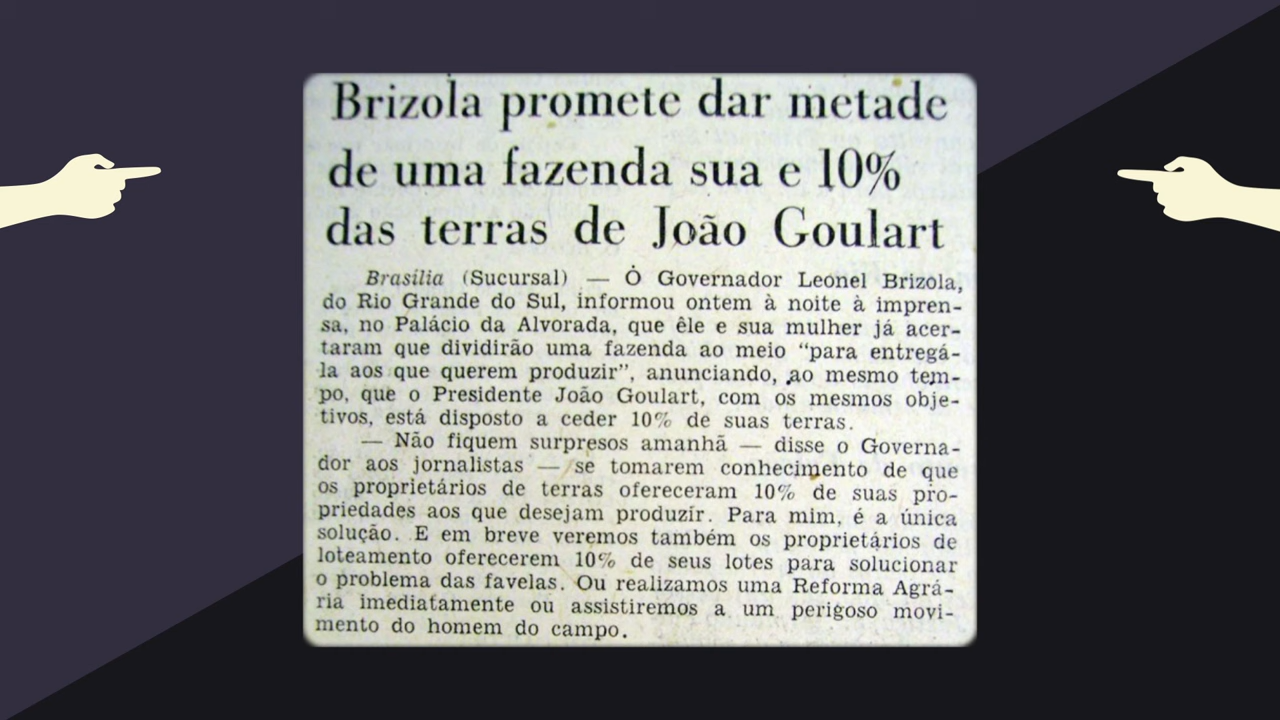 Brizola promete dar metade
de uma fazenda sua e 10%
das terras de João Goulart
Brasília (Sucursal) — O Governador Leonel Brizola,
do Rio Grande do Sul, informou ontem à noite à impren-
sa, no Palácio da Alvorada, que êle e sua mulher já acer-
taram que dividirão uma fazenda ao meio “para entregá-
la aos que querem produzir”, anunciando, ao mesmo tem-
po, que o Presidente João Goulart, com os mesmos obje-
tivos, está disposto a ceder 10% de suas terras.
— Não fiquem surpresos amanhã — disse o Governa-
dor aos jornalistas — se tomarem conhecimento de que
os proprietários de terras ofereceram 10% de suas pro-
priedades aos que desejam produzir. Para mim, é a única
solução. E em breve veremos também os proprietários de
loteamento oferecerem 10% de seus lotes para solucionar
o problema das favelas. Ou realizamos uma Reforma Agrá-
ria imediatamente ou assistiremos a um perigoso movi-
mento do homem do campo.